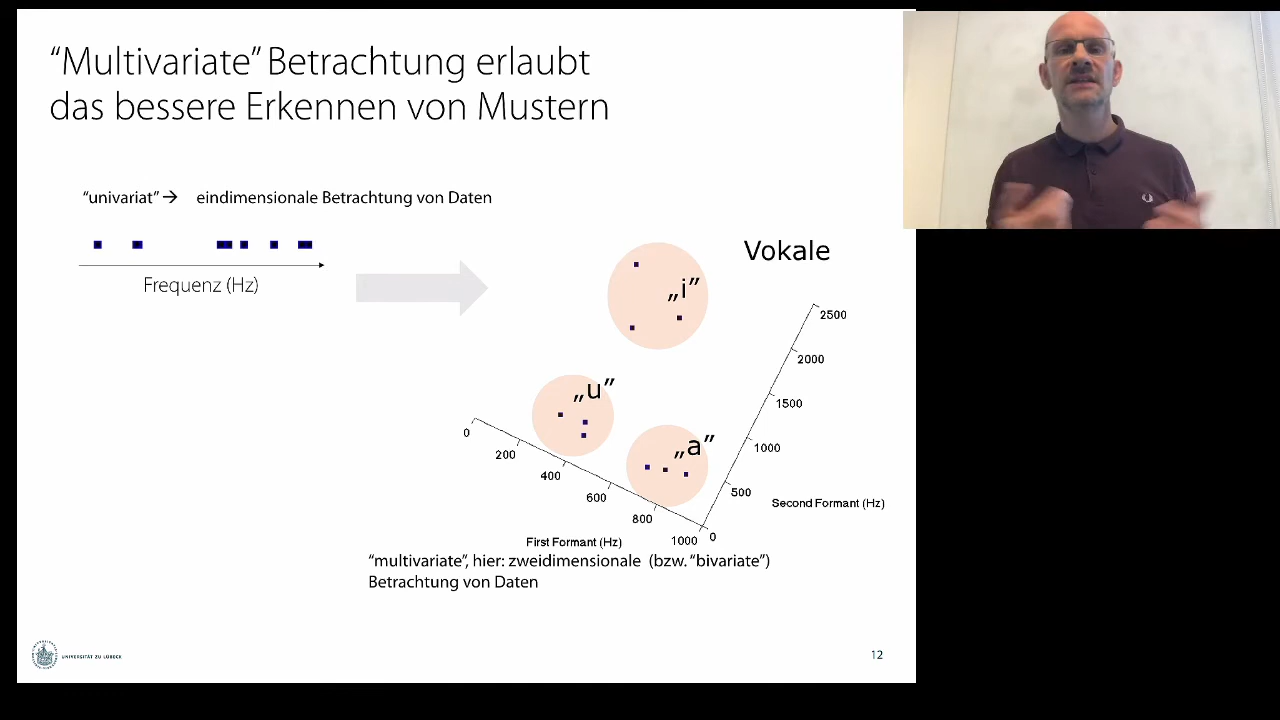 “Multivariate” Betrachtung erlaubt
das bessere Erkennen von Mustern
“univariat” → eindimensionale Betrachtung von Daten
Frequenz (Hz)
Vokale
„i”
„u”
„a”
0
200
400
600
800
1000
First Formant (Hz)
0
500
1000
1500
2000
2500
Second Formant (Hz)
“multivariate”, hier: zweidimensionale (bzw. “bivariate”)
Betrachtung von Daten
UNIVERSITÄT ZU LÜBECK
12